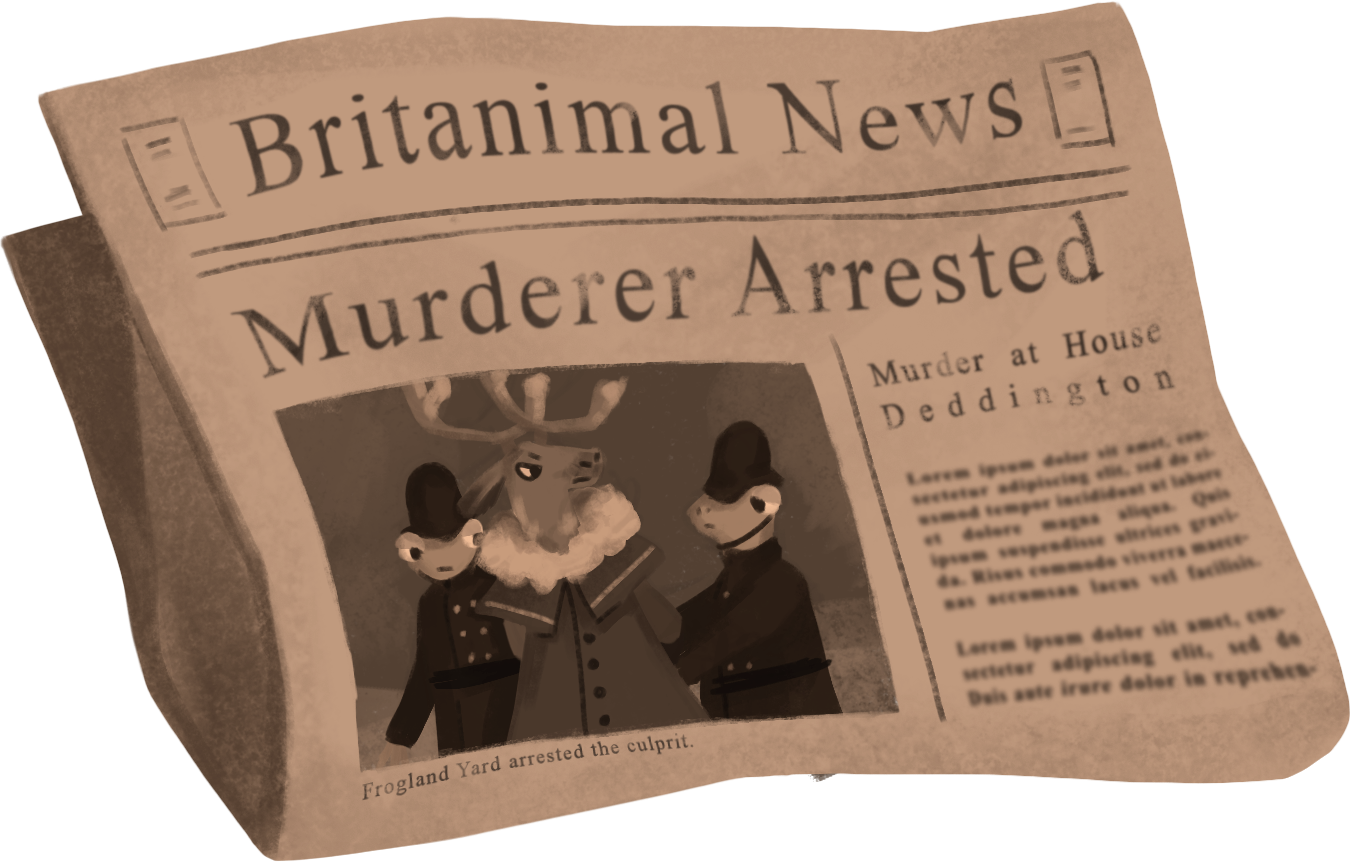 Britanimal News
Murderer Arrested
Murder at House
Deddington
Lorem ipsum dolor sit amet, con-
sectetur adipiscing elit, sed do ei-
usmod tempor incididunt ut labore
et dolore magna aliqua. Quis
ipsum suspendisse ultrices gravi-
da. Risus commodo viverra maece-
nas accumsan lacus vel facilisis.
Lorem ipsum dolor sit amet, con-
sectetur adipiscing elit, sed do
Duis aute irure dolor in reprehen-
Frogland Yard arrested the culprit.